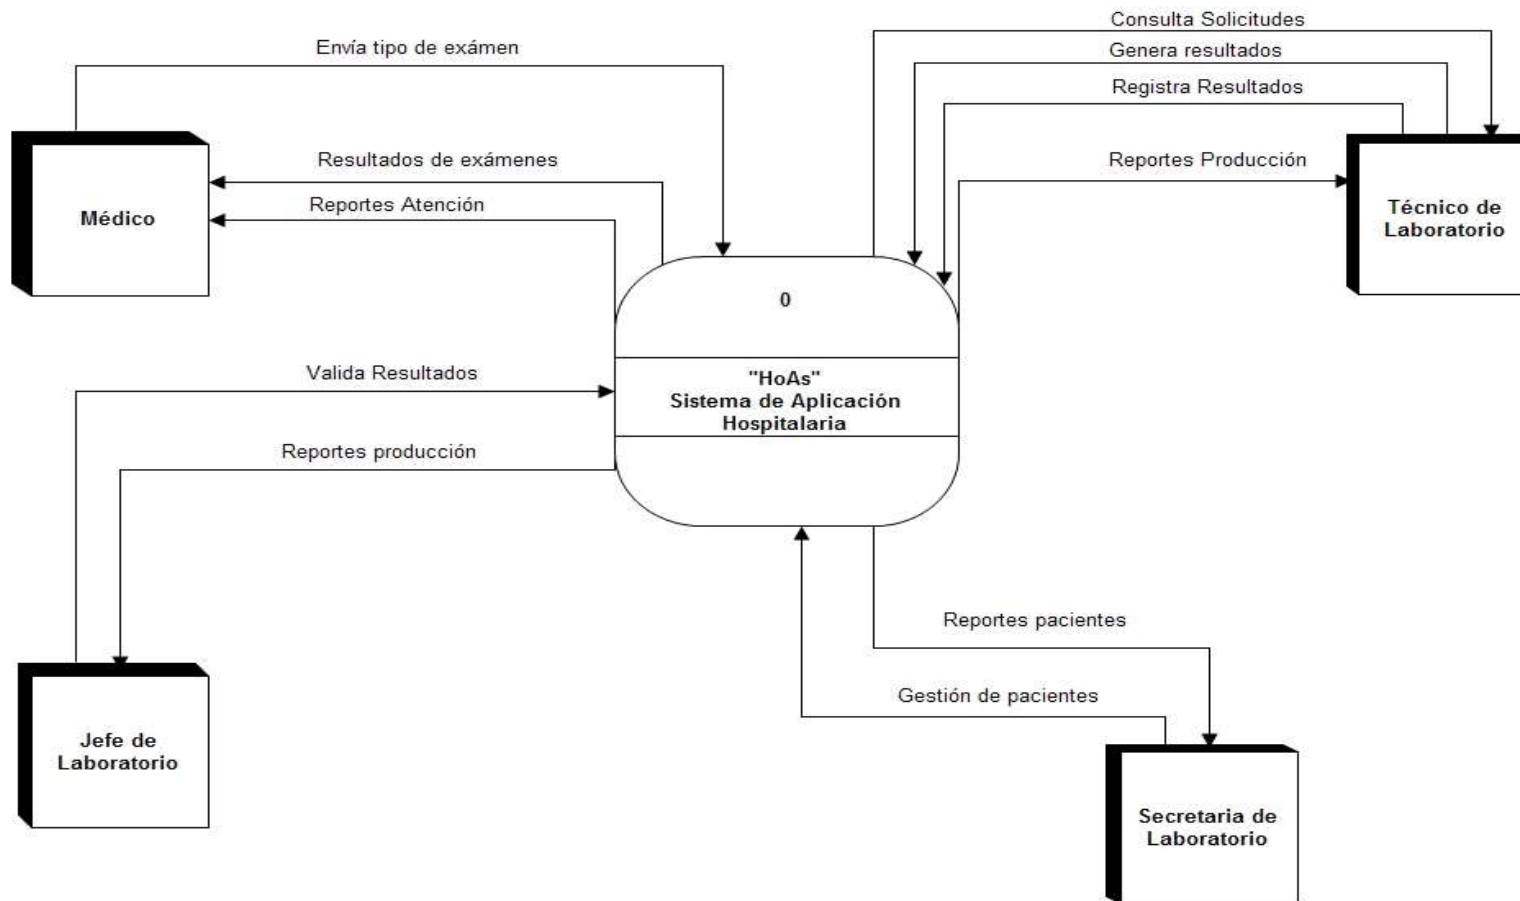 Consulta Solicitudes
Envía tipo de exámen
Genera resultados
Registra Resultados
Resultados de exámenes
Reportes Producción
Reportes Atención
Médico
Técnico de
Laboratorio
0
Valida Resultados
"HoAs"
Sistema de Aplicación
Hospitalaria
Reportes producción
Reportes pacientes
Gestión de pacientes
Jefe de
Laboratorio
Secretaria de
Laboratorio